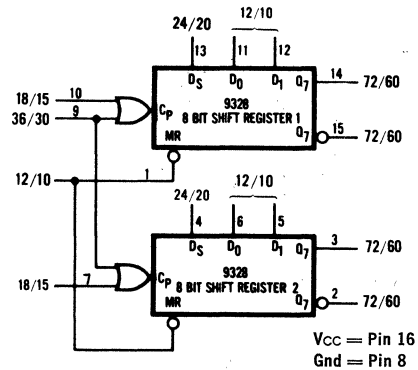 24/20 12/10
13 11 12
DS D0 D1 Q7 14 72/60
18/15 10
36/30 9
CP 9328
8 BIT SHIFT REGISTER 1
MR Q7 15 72/60
12/10 1
24/20 12/10
4 6 5
DS D0 D1 Q7 3 72/60
CP 9328
18/15 7 8 BIT SHIFT REGISTER 2
MR Q7 2 72/60
VCC = Pin 16
Gnd = Pin 8